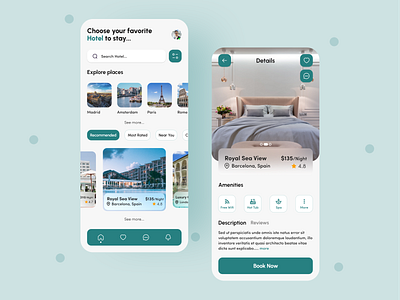 Choose your favorite
Hotel to stay...
Search Hotel...
Explore places
Madrid
Amsterdam
Paris
Rome
See more...
Recommended
Most Rated
Near You
Royal Sea View $135/Night
Barcelona, Spain 4.8
Luxury
See more...
Details
Royal Sea View $135/Night
Barcelona, Spain 4.8
Amenities
Free Wifi
Hot Tub
Spa
More
Description Reviews
Sed ut perspiciatis unde omnis iste natus error sit
voluptatem accusantium doloremque laudantium,
inventore veritatis et quasi architecto beatae vitae
dicta sunt explicabo...... more
Book Now